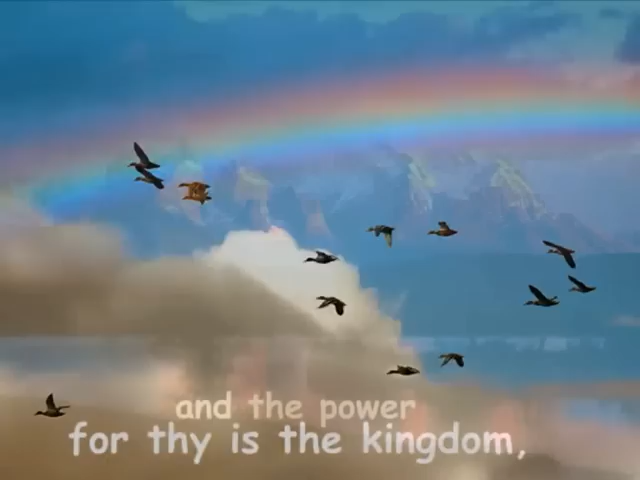 and the power
for thy is the kingdom,